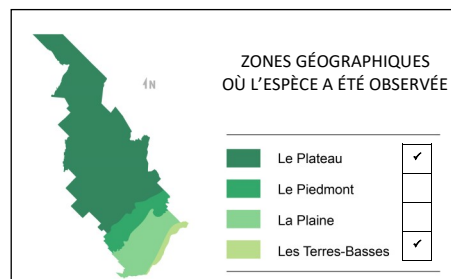 ZONES GÉOGRAPHIQUES
OÙ L'ESPÈCE A ÉTÉ OBSERVÉE
N
Le Plateau ✓
Le Piedmont
La Plaine
Les Terres-Basses ✓